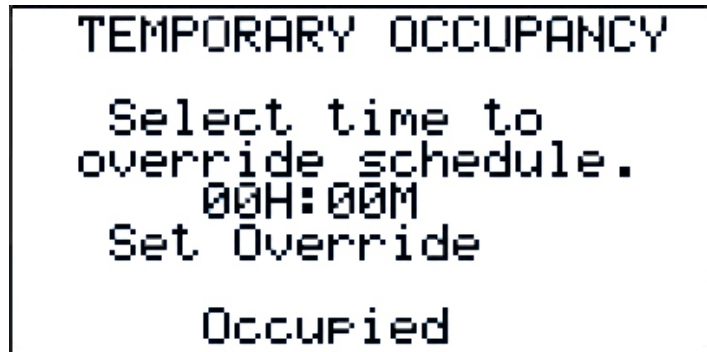 TEMPORARY OCCUPANCY
Select time to
override schedule.
00H:00M
Set Override
Occupied